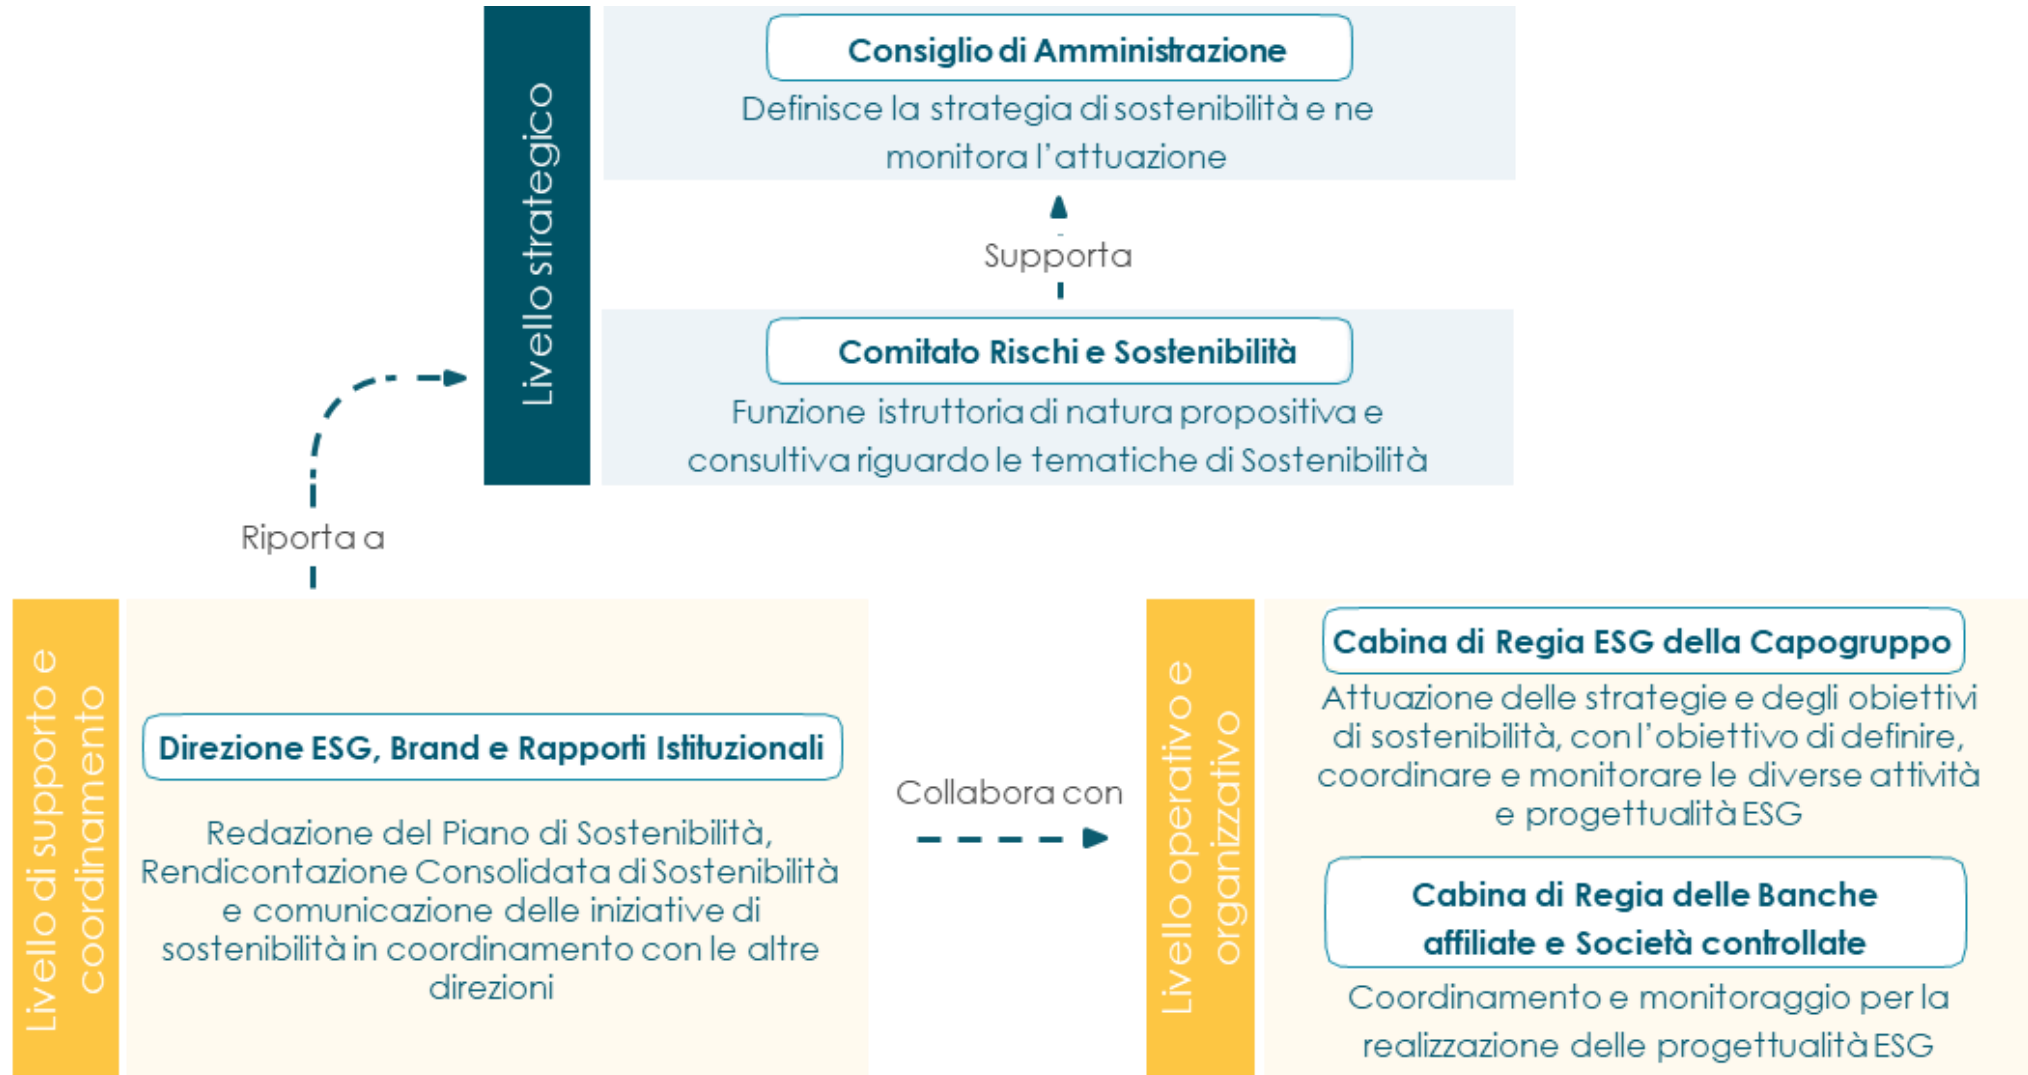 Livello strategico
Consiglio di Amministrazione
Definisce la strategia di sostenibilità e ne
monitora l’attuazione
Supporta
Comitato Rischi e Sostenibilità
Funzione istruttoria di natura propositiva e
consultiva riguardo le tematiche di Sostenibilità
Riporta a
Livello di supporto e
coordinamento
Direzione ESG, Brand e Rapporti Istituzionali
Redazione del Piano di Sostenibilità,
Rendicontazione Consolidata di Sostenibilità
e comunicazione delle iniziative di
sostenibilità in coordinamento con le altre
direzioni
Collabora con
Livello operativo e
organizzativo
Cabina di Regia ESG della Capogruppo
Attuazione delle strategie e degli obiettivi
di sostenibilità, con l’obiettivo di definire,
coordinare e monitorare le diverse attività
e progettualità ESG
Cabina di Regia delle Banche
affiliate e Società controllate
Coordinamento e monitoraggio per la
realizzazione delle progettualità ESG